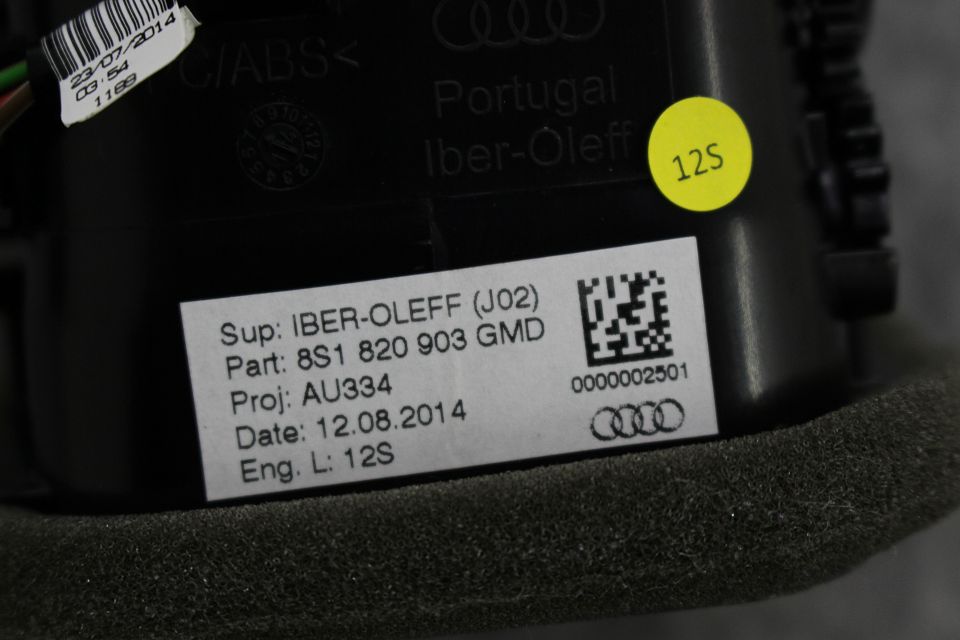 23/07/2014
03:54
1188
C/ABS<
Portugal
Iber-Oleff
12S
Sup: IBER-OLEFF (J02)
Part: 8S1 820 903 GMD
Proj: AU334
Date: 12.08.2014
Eng. L: 12S
0000002501